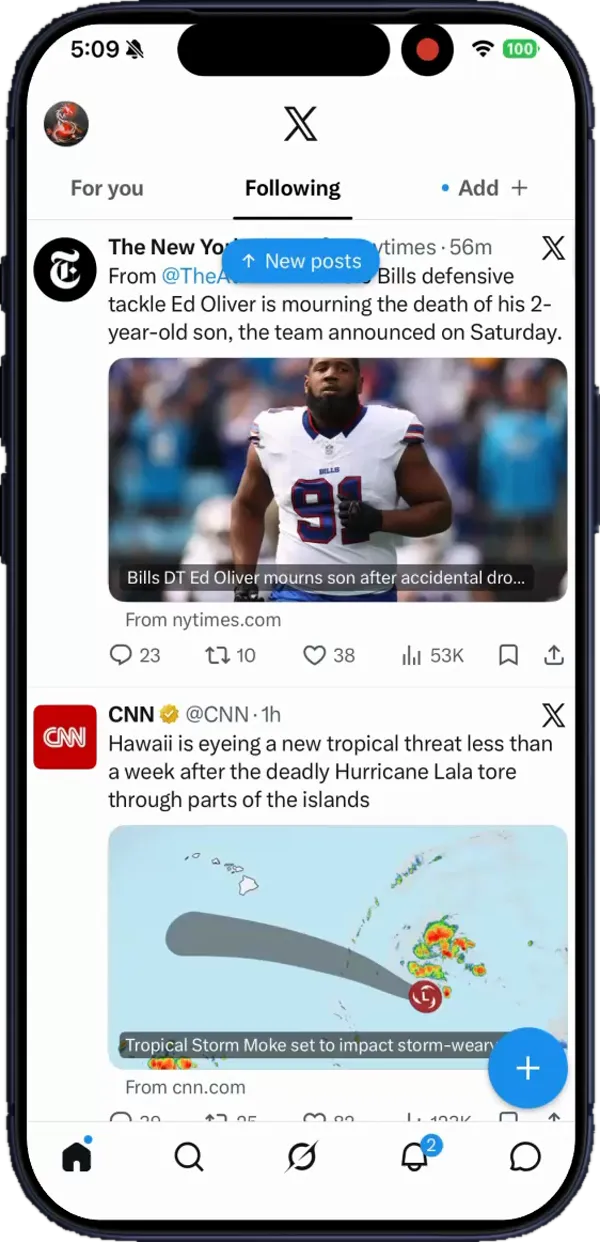 5:09
100
For you
Following
Add
The New Yo
ytimes · 56m
New posts
From @TheA Bills defensive
tackle Ed Oliver is mourning the death of his 2-
year-old son, the team announced on Saturday.
BILLS
91
Bills DT Ed Oliver mourns son after accidental dro...
From nytimes.com
23
10
38
53K
CNN
CNN @CNN · 1h
Hawaii is eyeing a new tropical threat less than
a week after the deadly Hurricane Lala tore
through parts of the islands
L
Tropical Storm Moke set to impact storm-weary
From cnn.com
2